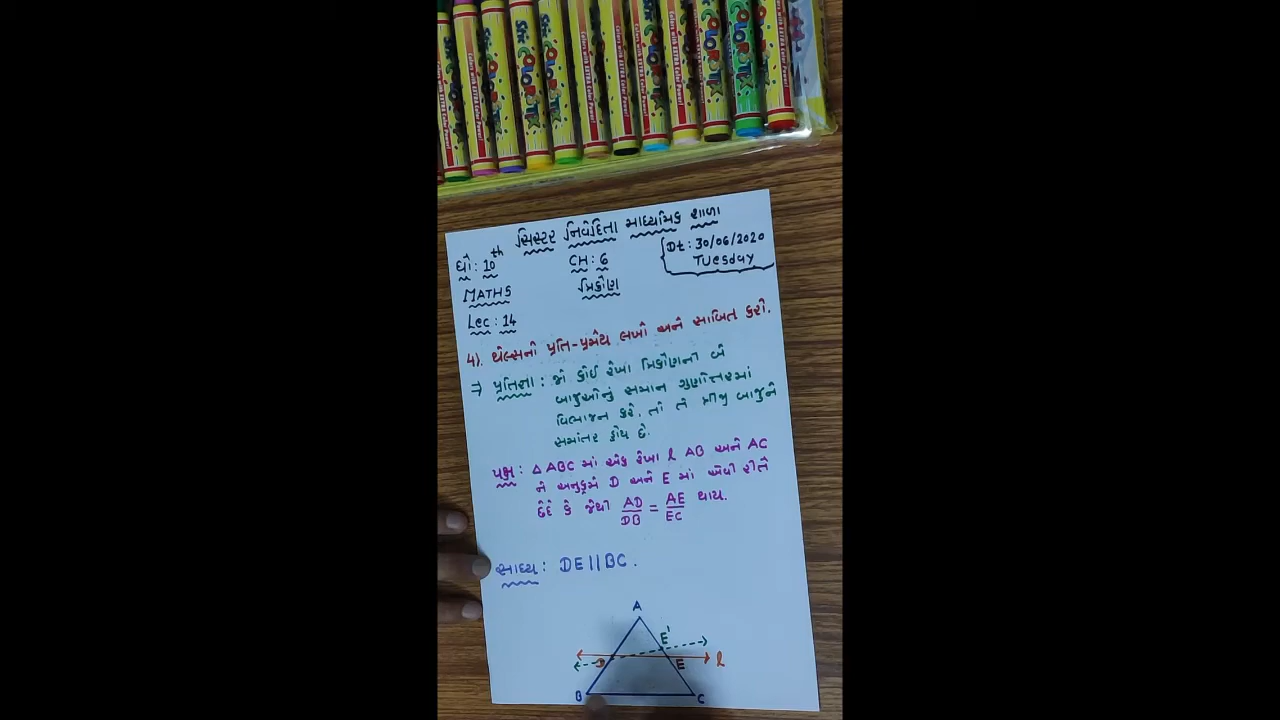 સિસ્ટર નિવેદિતા માધ્યમિક શાળા
ધો : 10th
CH : 6
Dt : 30/06/2020
Tuesday
MATHS
ત્રિકોણ
Lec : 14
4). થેલ્સનો પ્રતિ-પ્રમેય લખો અને સાબિત કરો.
⇒ પ્રતિજ્ઞા : જો કોઈ રેખા ત્રિકોણની બે
બાજુઓનું સમાન ગુણોત્તરમાં
વિભાજન કરે, તો તે ત્રીજી બાજુને
સમાંતર હોય છે.
પક્ષ : △ ABC માં એક રેખા l AB અને AC
ને અનુક્રમે D અને E માં એવી રીતે
છેદે કે જેથી AD/DB = AE/EC થાય.
સાધ્ય : DE||BC.
A
E'
D
E
l
B
C